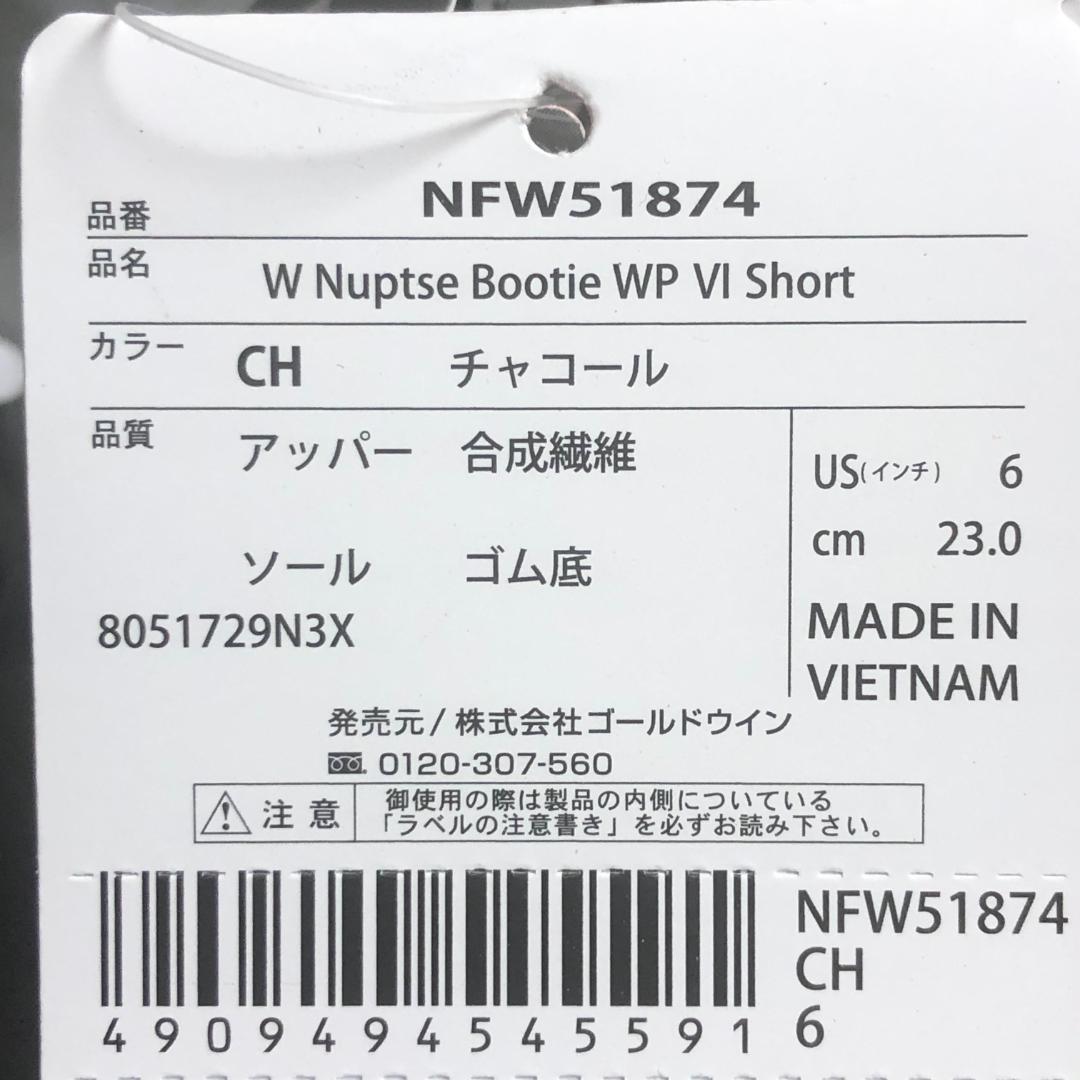 品番 NFW51874
品名 W Nuptse Bootie WP VI Short
カラー CH チャコール
品質 アッパー 合成繊維
ソール ゴム底
8051729N3X
US(インチ) 6
cm 23.0
MADE IN
VIETNAM
発売元/株式会社ゴールドウイン
0120-307-560
注意
御使用の際は製品の内側についている
「ラベルの注意書き」を必ずお読み下さい。
4909494545591
NFW51874
CH
6